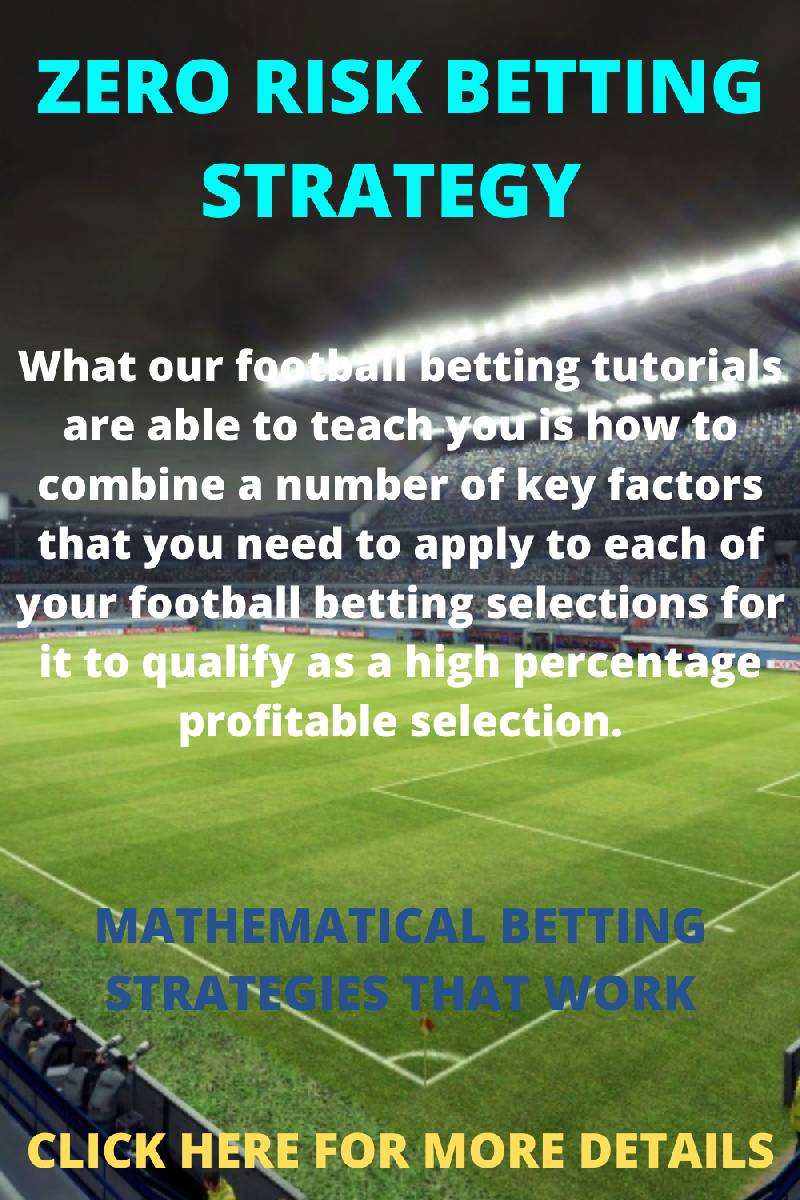 ZERO RISK BETTING
STRATEGY
What our football betting tutorials
are able to teach you is how to
combine a number of key factors
that you need to apply to each of
your football betting selections for
it to qualify as a high percentage
profitable selection.
MATHEMATICAL BETTING
STRATEGIES THAT WORK
CLICK HERE FOR MORE DETAILS